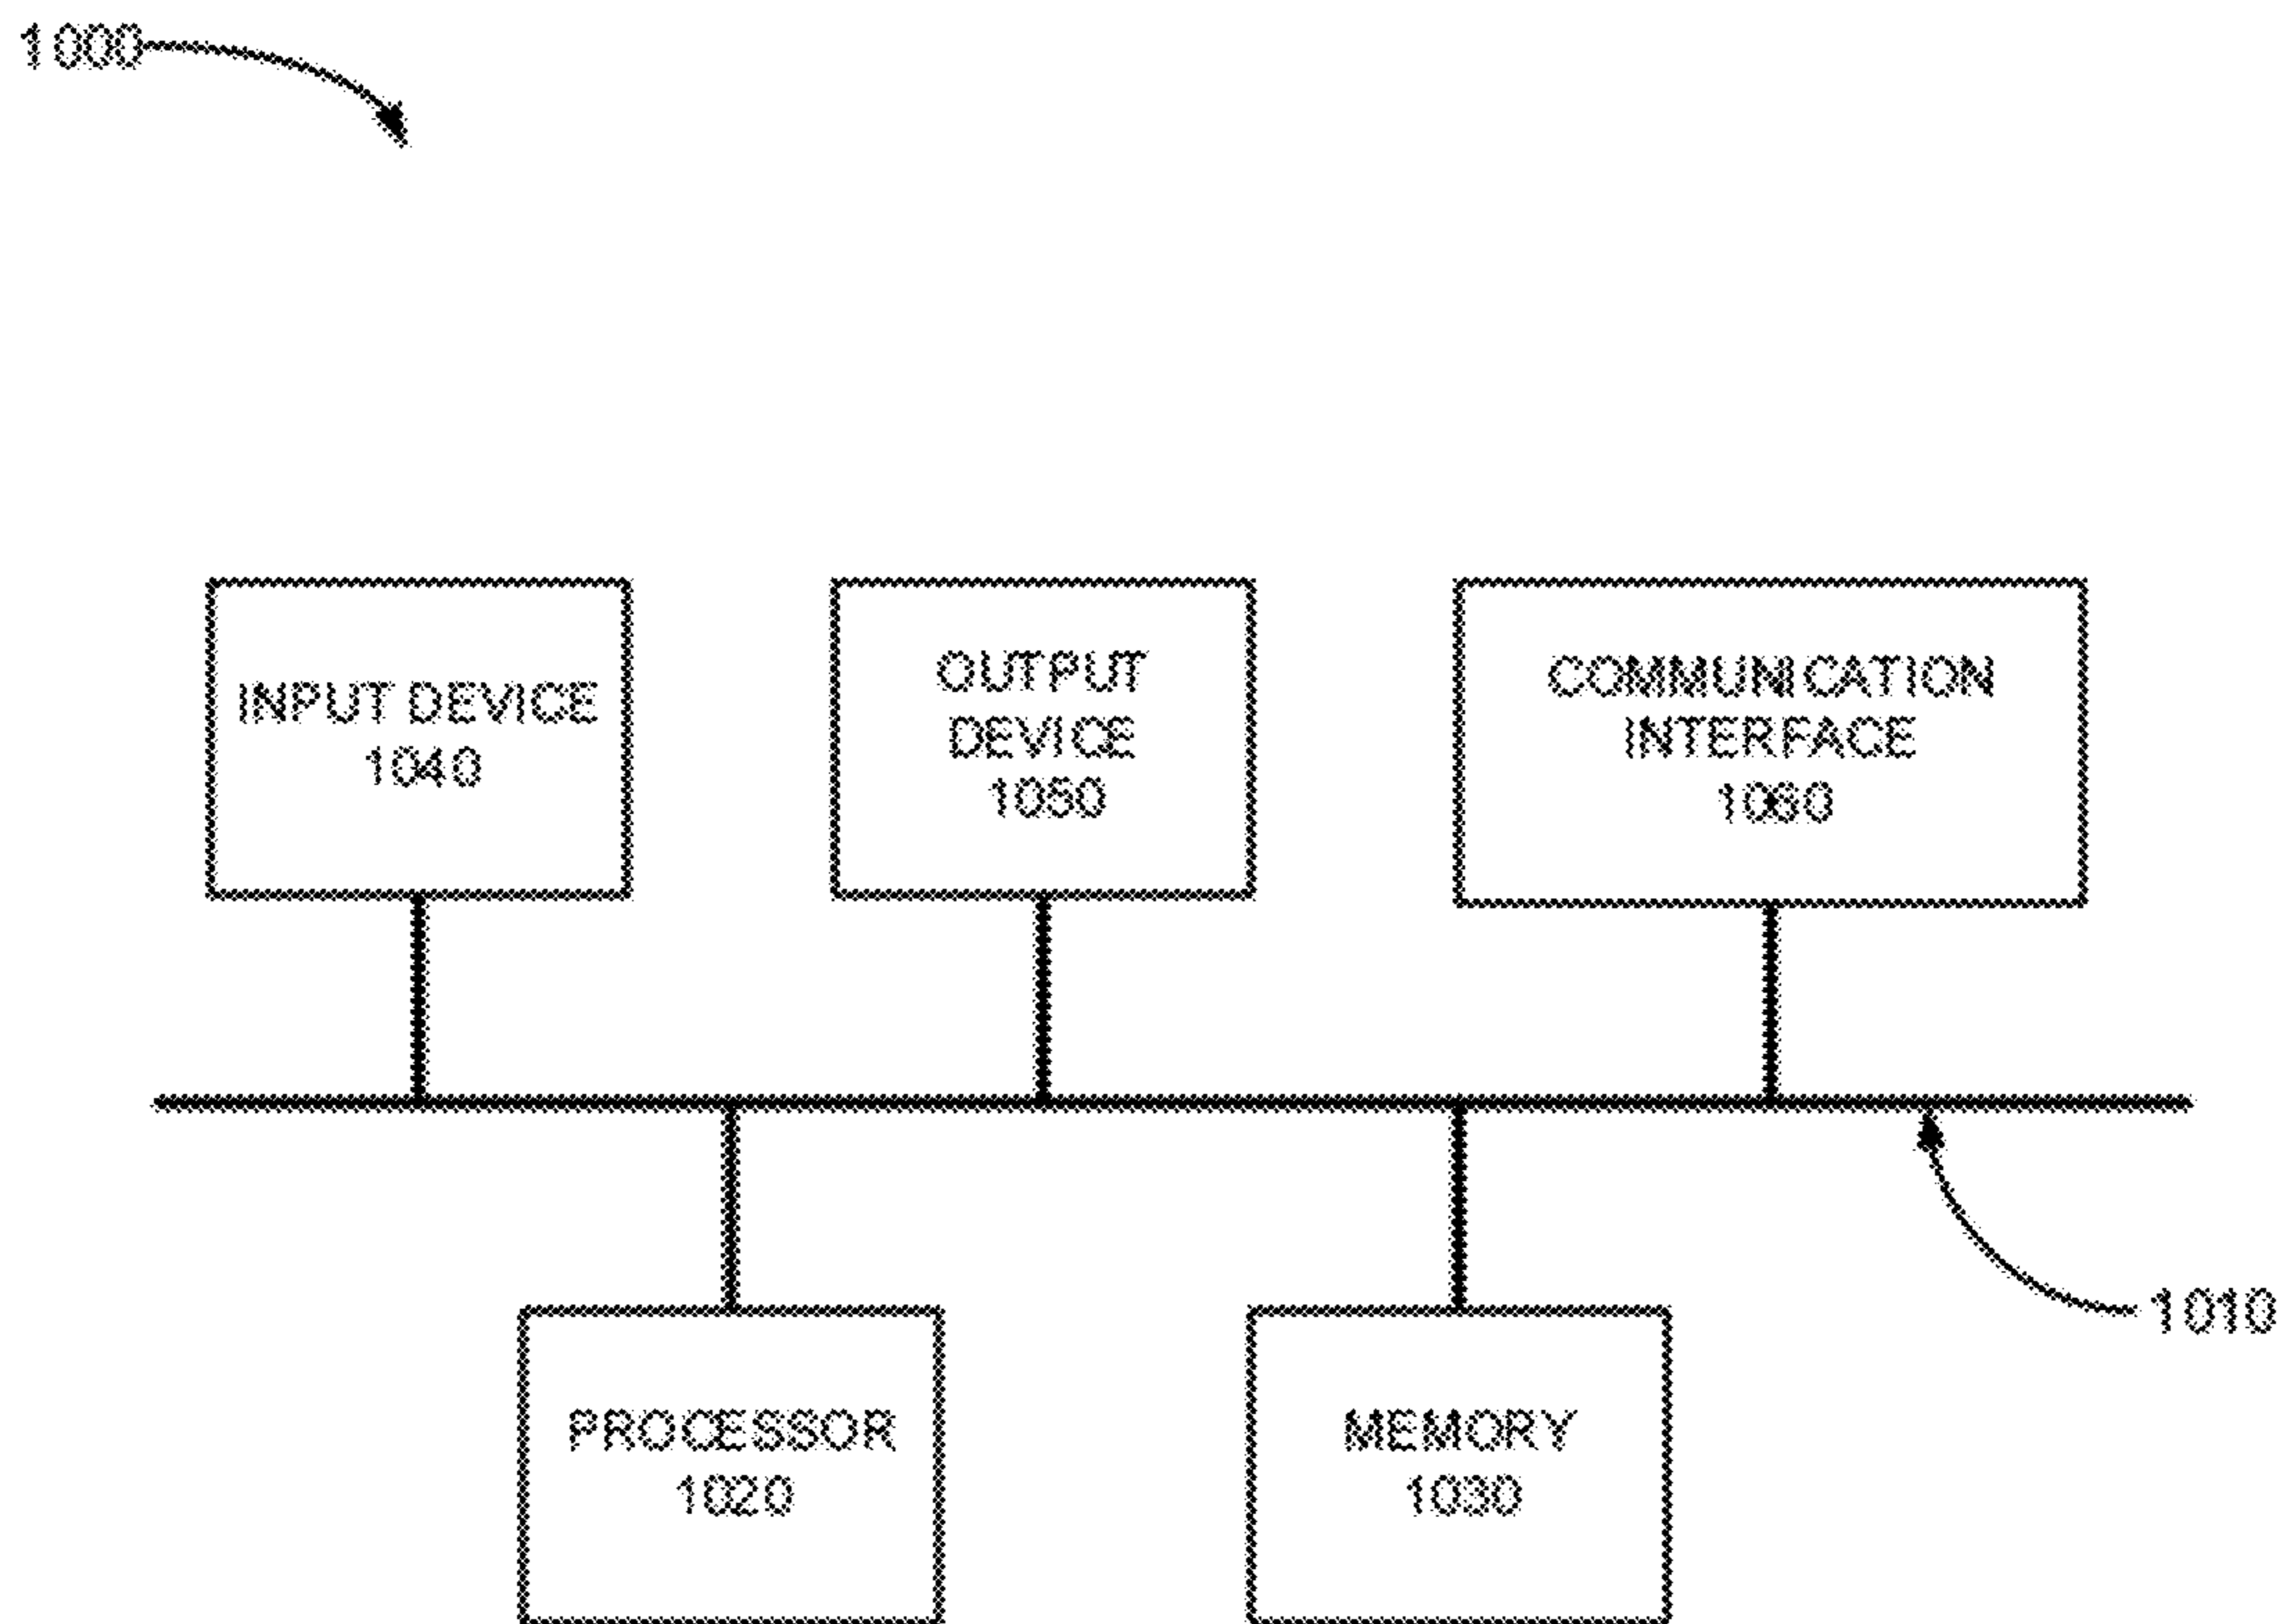 1000
INPUT DEVICE
1040
OUTPUT
DEVICE
1050
COMMUNICATION
INTERFACE
1060
PROCESSOR
1020
MEMORY
1030
1010